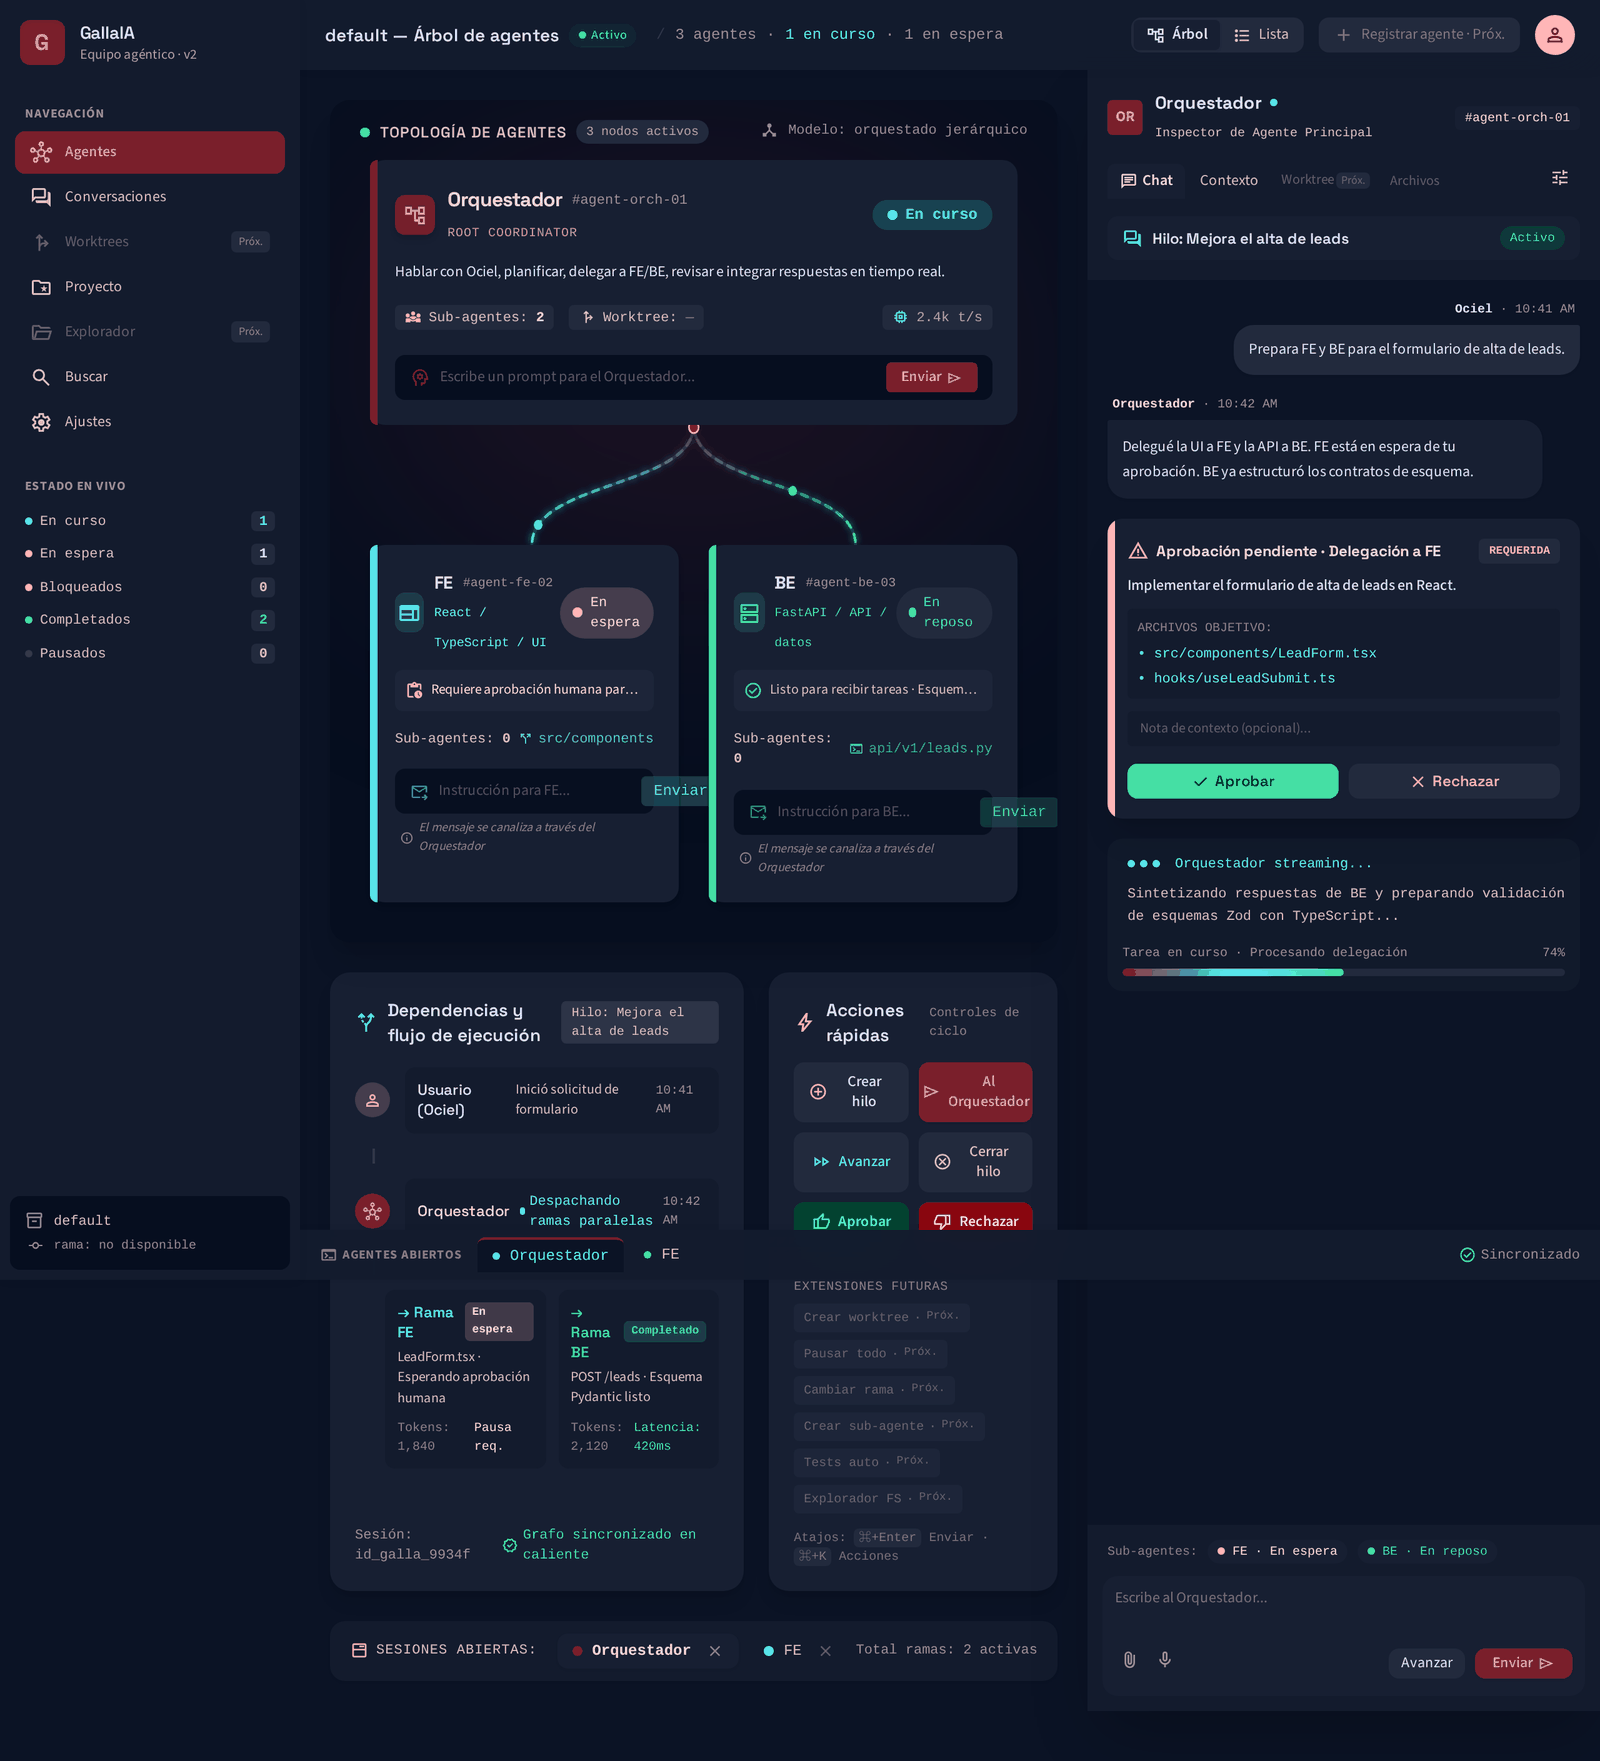 G
GallaIA
Equipo agéntico · v2
NAVEGACIÓN
Agentes
Conversaciones
Worktrees
Próx.
Proyecto
Explorador
Próx.
Buscar
Ajustes
ESTADO EN VIVO
En curso
1
En espera
1
Bloqueados
0
Completados
2
Pausados
0
default
rama: no disponible
default — Árbol de agentes
Activo
/ 3 agentes · 1 en curso · 1 en espera
Árbol
Lista
Registrar agente · Próx.
TOPOLOGÍA DE AGENTES
3 nodos activos
Modelo: orquestado jerárquico
Orquestador #agent-orch-01
ROOT COORDINATOR
En curso
Hablar con Ociel, planificar, delegar a FE/BE, revisar e integrar respuestas en tiempo real.
Sub-agentes: 2
Worktree: —
2.4k t/s
Escribe un prompt para el Orquestador...
Enviar
FE #agent-fe-02
React /
TypeScript / UI
En
espera
Requiere aprobación humana par...
Sub-agentes: 0
src/components
Instrucción para FE...
Enviar
El mensaje se canaliza a través del
Orquestador
BE #agent-be-03
FastAPI / API /
datos
En
reposo
Listo para recibir tareas · Esquem...
Sub-agentes:
0
api/v1/leads.py
Instrucción para BE...
Enviar
El mensaje se canaliza a través del
Orquestador
Dependencias y
flujo de ejecución
Hilo: Mejora el
alta de leads
Usuario
(Ociel)
Inició solicitud de
formulario
10:41
AM
Orquestador
Despachando
ramas paralelas
10:42
AM
Acciones
rápidas
Controles de
ciclo
Crear
hilo
Al
Orquestador
Avanzar
Cerrar
hilo
Aprobar
Rechazar
AGENTES ABIERTOS
Orquestador
FE
Sincronizado
→ Rama
FE
En
espera
LeadForm.tsx ·
Esperando aprobación
humana
Tokens:
1,840
Pausa
req.
→
Rama
BE
Completado
POST /leads · Esquema
Pydantic listo
Tokens:
2,120
Latencia:
420ms
Sesión:
id_galla_9934f
Grafo sincronizado en
caliente
EXTENSIONES FUTURAS
Crear worktree · Próx.
Pausar todo · Próx.
Cambiar rama · Próx.
Crear sub-agente · Próx.
Tests auto · Próx.
Explorador FS · Próx.
Atajos: ⌘+Enter Enviar ·
⌘+K Acciones
SESIONES ABIERTAS:
Orquestador
FE
Total ramas: 2 activas
OR
Orquestador
Inspector de Agente Principal
#agent-orch-01
Chat
Contexto
Worktree Próx.
Archivos
Hilo: Mejora el alta de leads
Activo
Ociel · 10:41 AM
Prepara FE y BE para el formulario de alta de leads.
Orquestador · 10:42 AM
Delegué la UI a FE y la API a BE. FE está en espera de tu
aprobación. BE ya estructuró los contratos de esquema.
Aprobación pendiente · Delegación a FE
REQUERIDA
Implementar el formulario de alta de leads en React.
ARCHIVOS OBJETIVO:
• src/components/LeadForm.tsx
• hooks/useLeadSubmit.ts
Nota de contexto (opcional)...
Aprobar
Rechazar
Orquestador streaming...
Sintetizando respuestas de BE y preparando validación
de esquemas Zod con TypeScript...
Tarea en curso · Procesando delegación
74%
Sub-agentes:
FE · En espera
BE · En reposo
Escribe al Orquestador...
Avanzar
Enviar